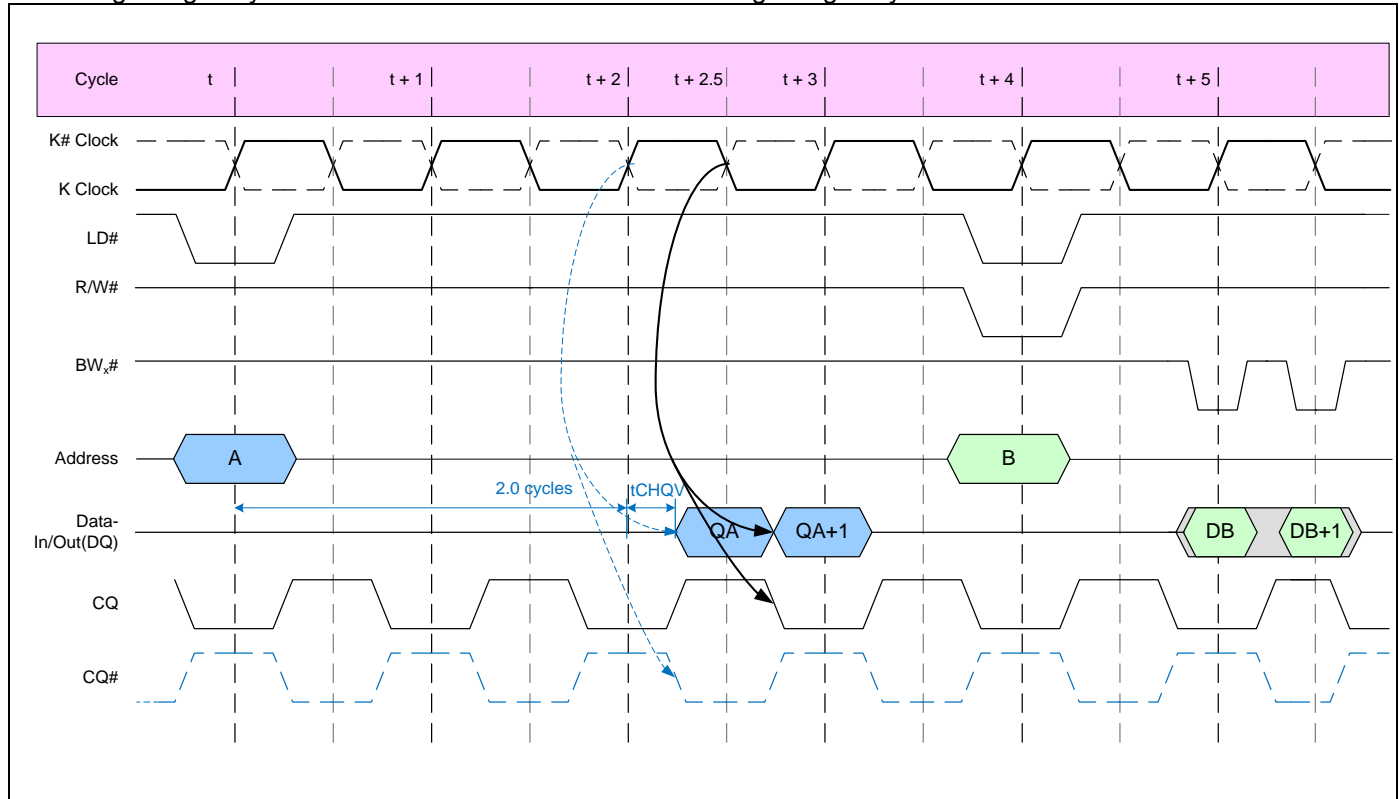 Cycle t t + 1 t + 2 t + 2.5 t + 3 t + 4 t + 5
K# Clock
K Clock
LD#
R/W#
BWx#
Address A B
2.0 cycles tCHQV
Data-
In/Out(DQ) QA QA+1 DB DB+1
CQ
CQ#